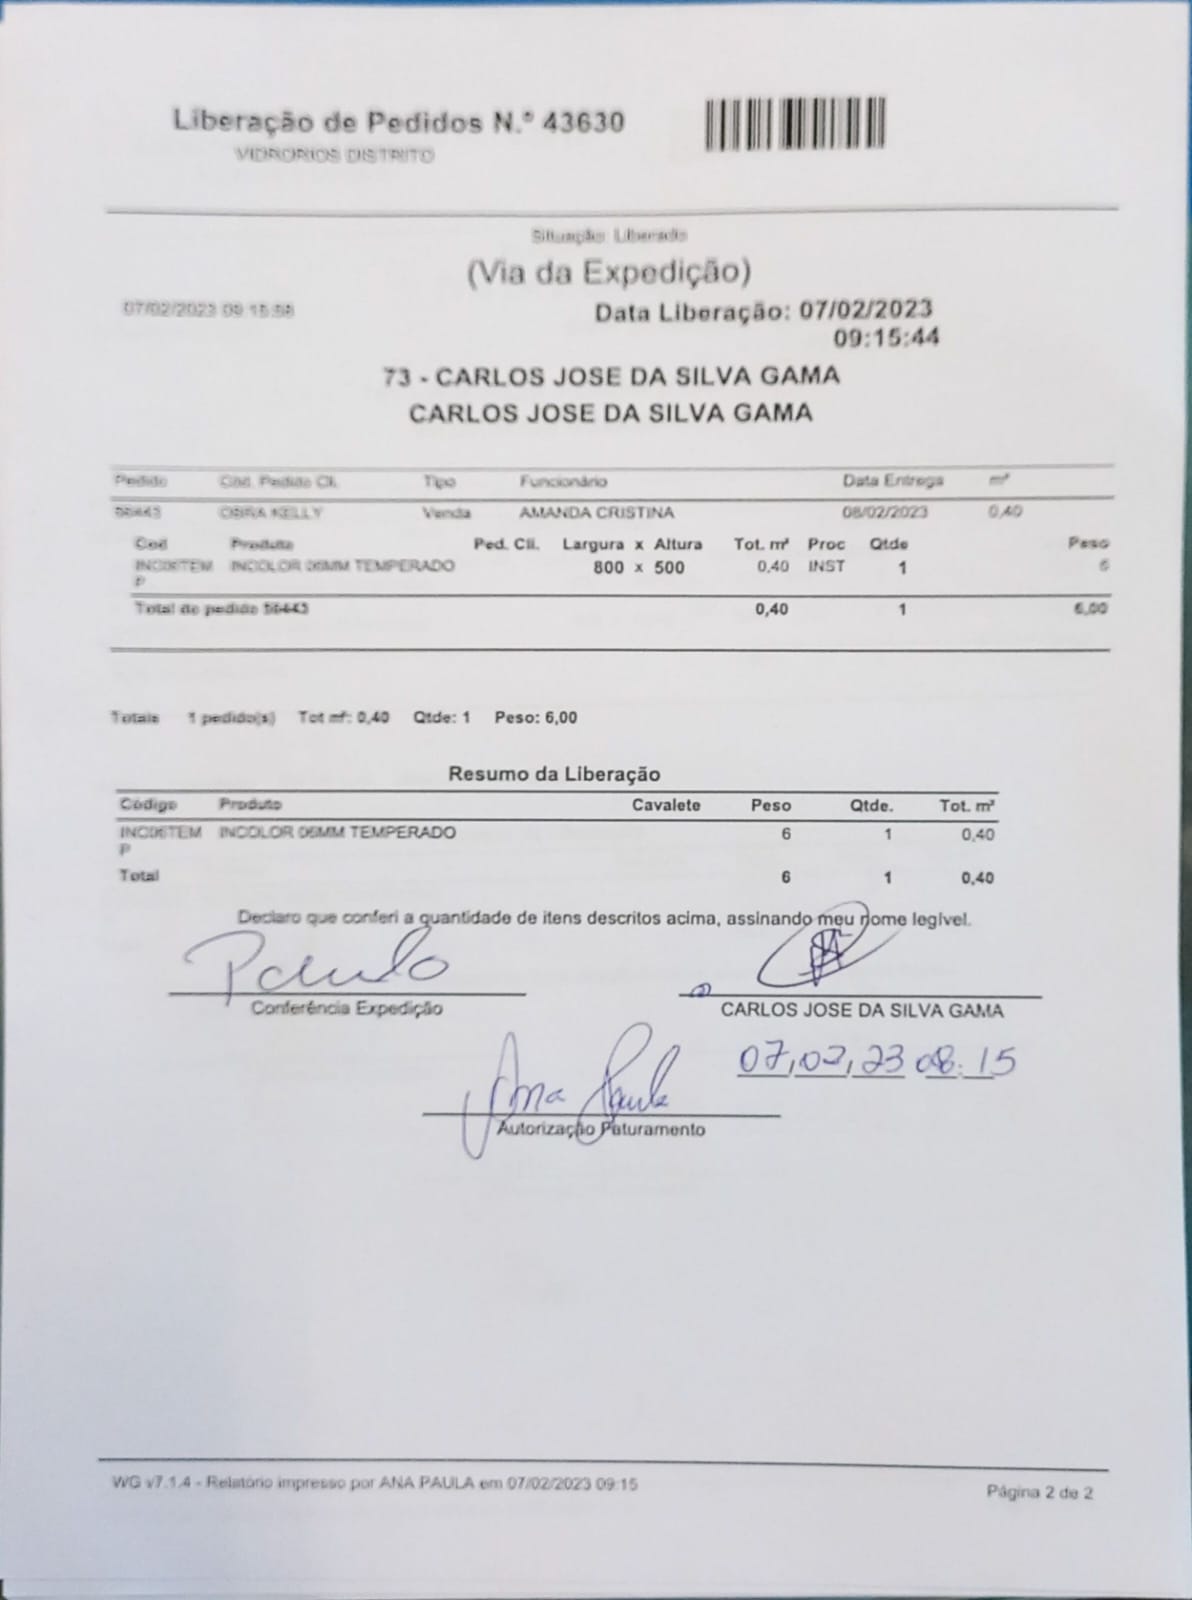 Liberação de Pedidos N.º 43630
VIDRORIOS DISTRITO
Situação: Liberado
(Via da Expedição)
07/02/2023 09:15:58
Data Liberação: 07/02/2023
09:15:44
73 - CARLOS JOSE DA SILVA GAMA
CARLOS JOSE DA SILVA GAMA
Pedido Cód. Pedido Cli. Tipo Funcionário Data Entrega m²
56443 OBRA KELLY Venda AMANDA CRISTINA 08/02/2023 0,40
Cod Produto Ped. Cli. Largura x Altura Tot. m² Proc Qtde Peso
INC06TEM INCOLOR 06MM TEMPERADO 800 x 500 0,40 INST 1 6
P
Total do pedido 56443 0,40 1 6,00
Totais 1 pedido(s) Tot m²: 0,40 Qtde: 1 Peso: 6,00
Resumo da Liberação
Código Produto Cavalete Peso Qtde. Tot. m²
INC06TEM INCOLOR 06MM TEMPERADO 6 1 0,40
P
Total 6 1 0,40
Declaro que conferi a quantidade de itens descritos acima, assinando meu nome legível.
Paulo
Conferência Expedição CARLOS JOSE DA SILVA GAMA
07,02,23 08:15
Ana Paula
Autorização Faturamento
WG v7.1.4 - Relatório impresso por ANA PAULA em 07/02/2023 09:15
Página 2 de 2